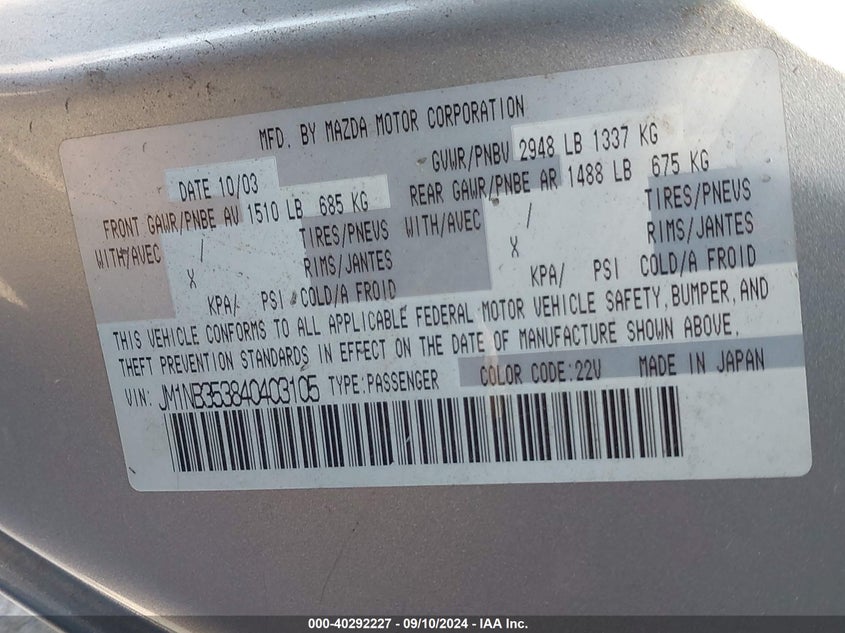 MFD. BY MAZDA MOTOR CORPORATION
DATE 10/03 GVWR/PNBV 2948 LB 1337 KG
FRONT GAWR/PNBE AV 1510 LB 685 KG REAR GAWR/PNBE AR 1488 LB 675 KG
WITH/AVEC / TIRES/PNEUS WITH/AVEC / TIRES/PNEUS
X RIMS/JANTES X RIMS/JANTES
KPA/ PSI COLD/A FROID KPA/ PSI COLD/A FROID
THIS VEHICLE CONFORMS TO ALL APPLICABLE FEDERAL MOTOR VEHICLE SAFETY, BUMPER, AND
THEFT PREVENTION STANDARDS IN EFFECT ON THE DATE OF MANUFACTURE SHOWN ABOVE.
VIN: JM1NB353840403105 TYPE:PASSENGER COLOR CODE:22V MADE IN JAPAN
000-40292227 - 09/10/2024 - IAA Inc.